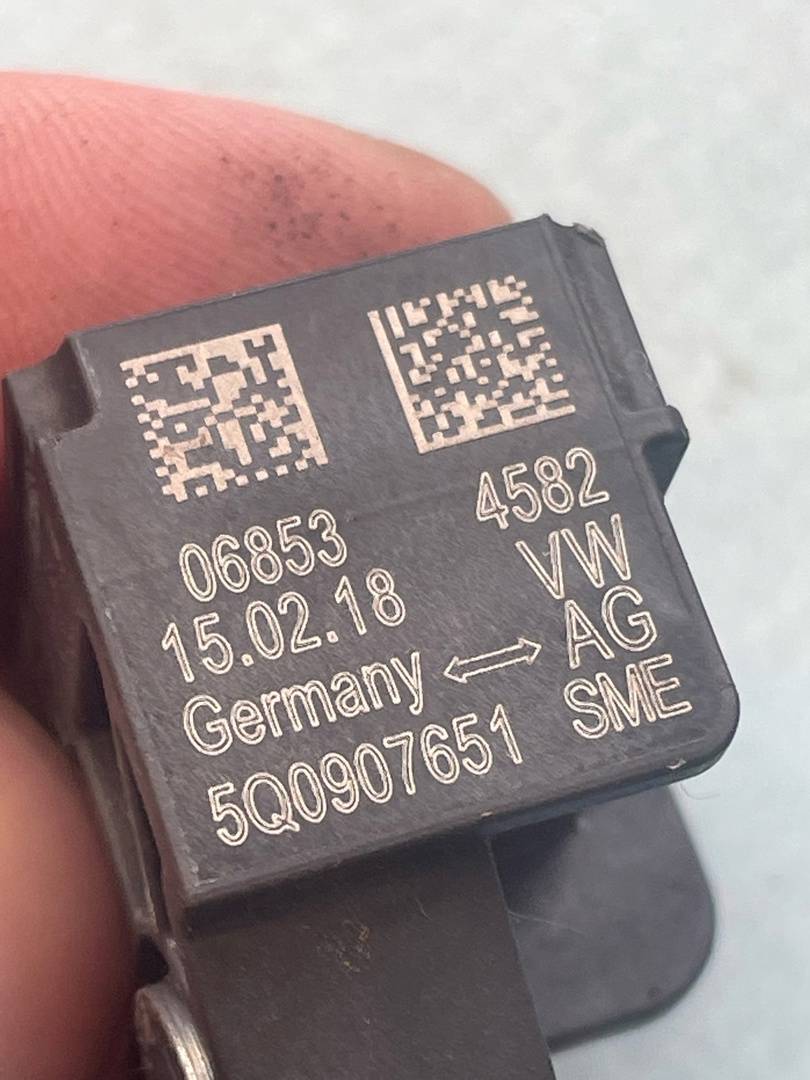 06853
15.02.18
Germany
5Q0907651
4582
VW
AG
SME